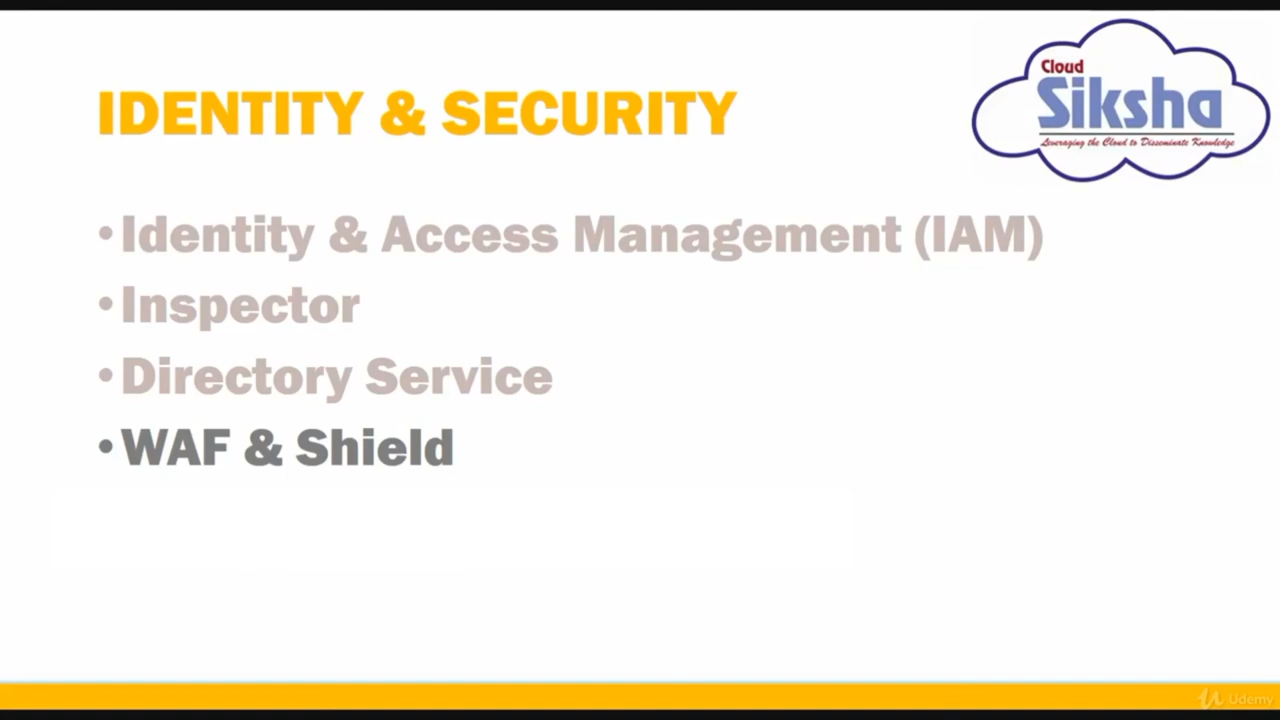 Cloud
Siksha
Leveraging the Cloud to Disseminate Knowledge
IDENTITY & SECURITY
•Identity & Access Management (IAM)
•Inspector
•Directory Service
•WAF & Shield
Udemy